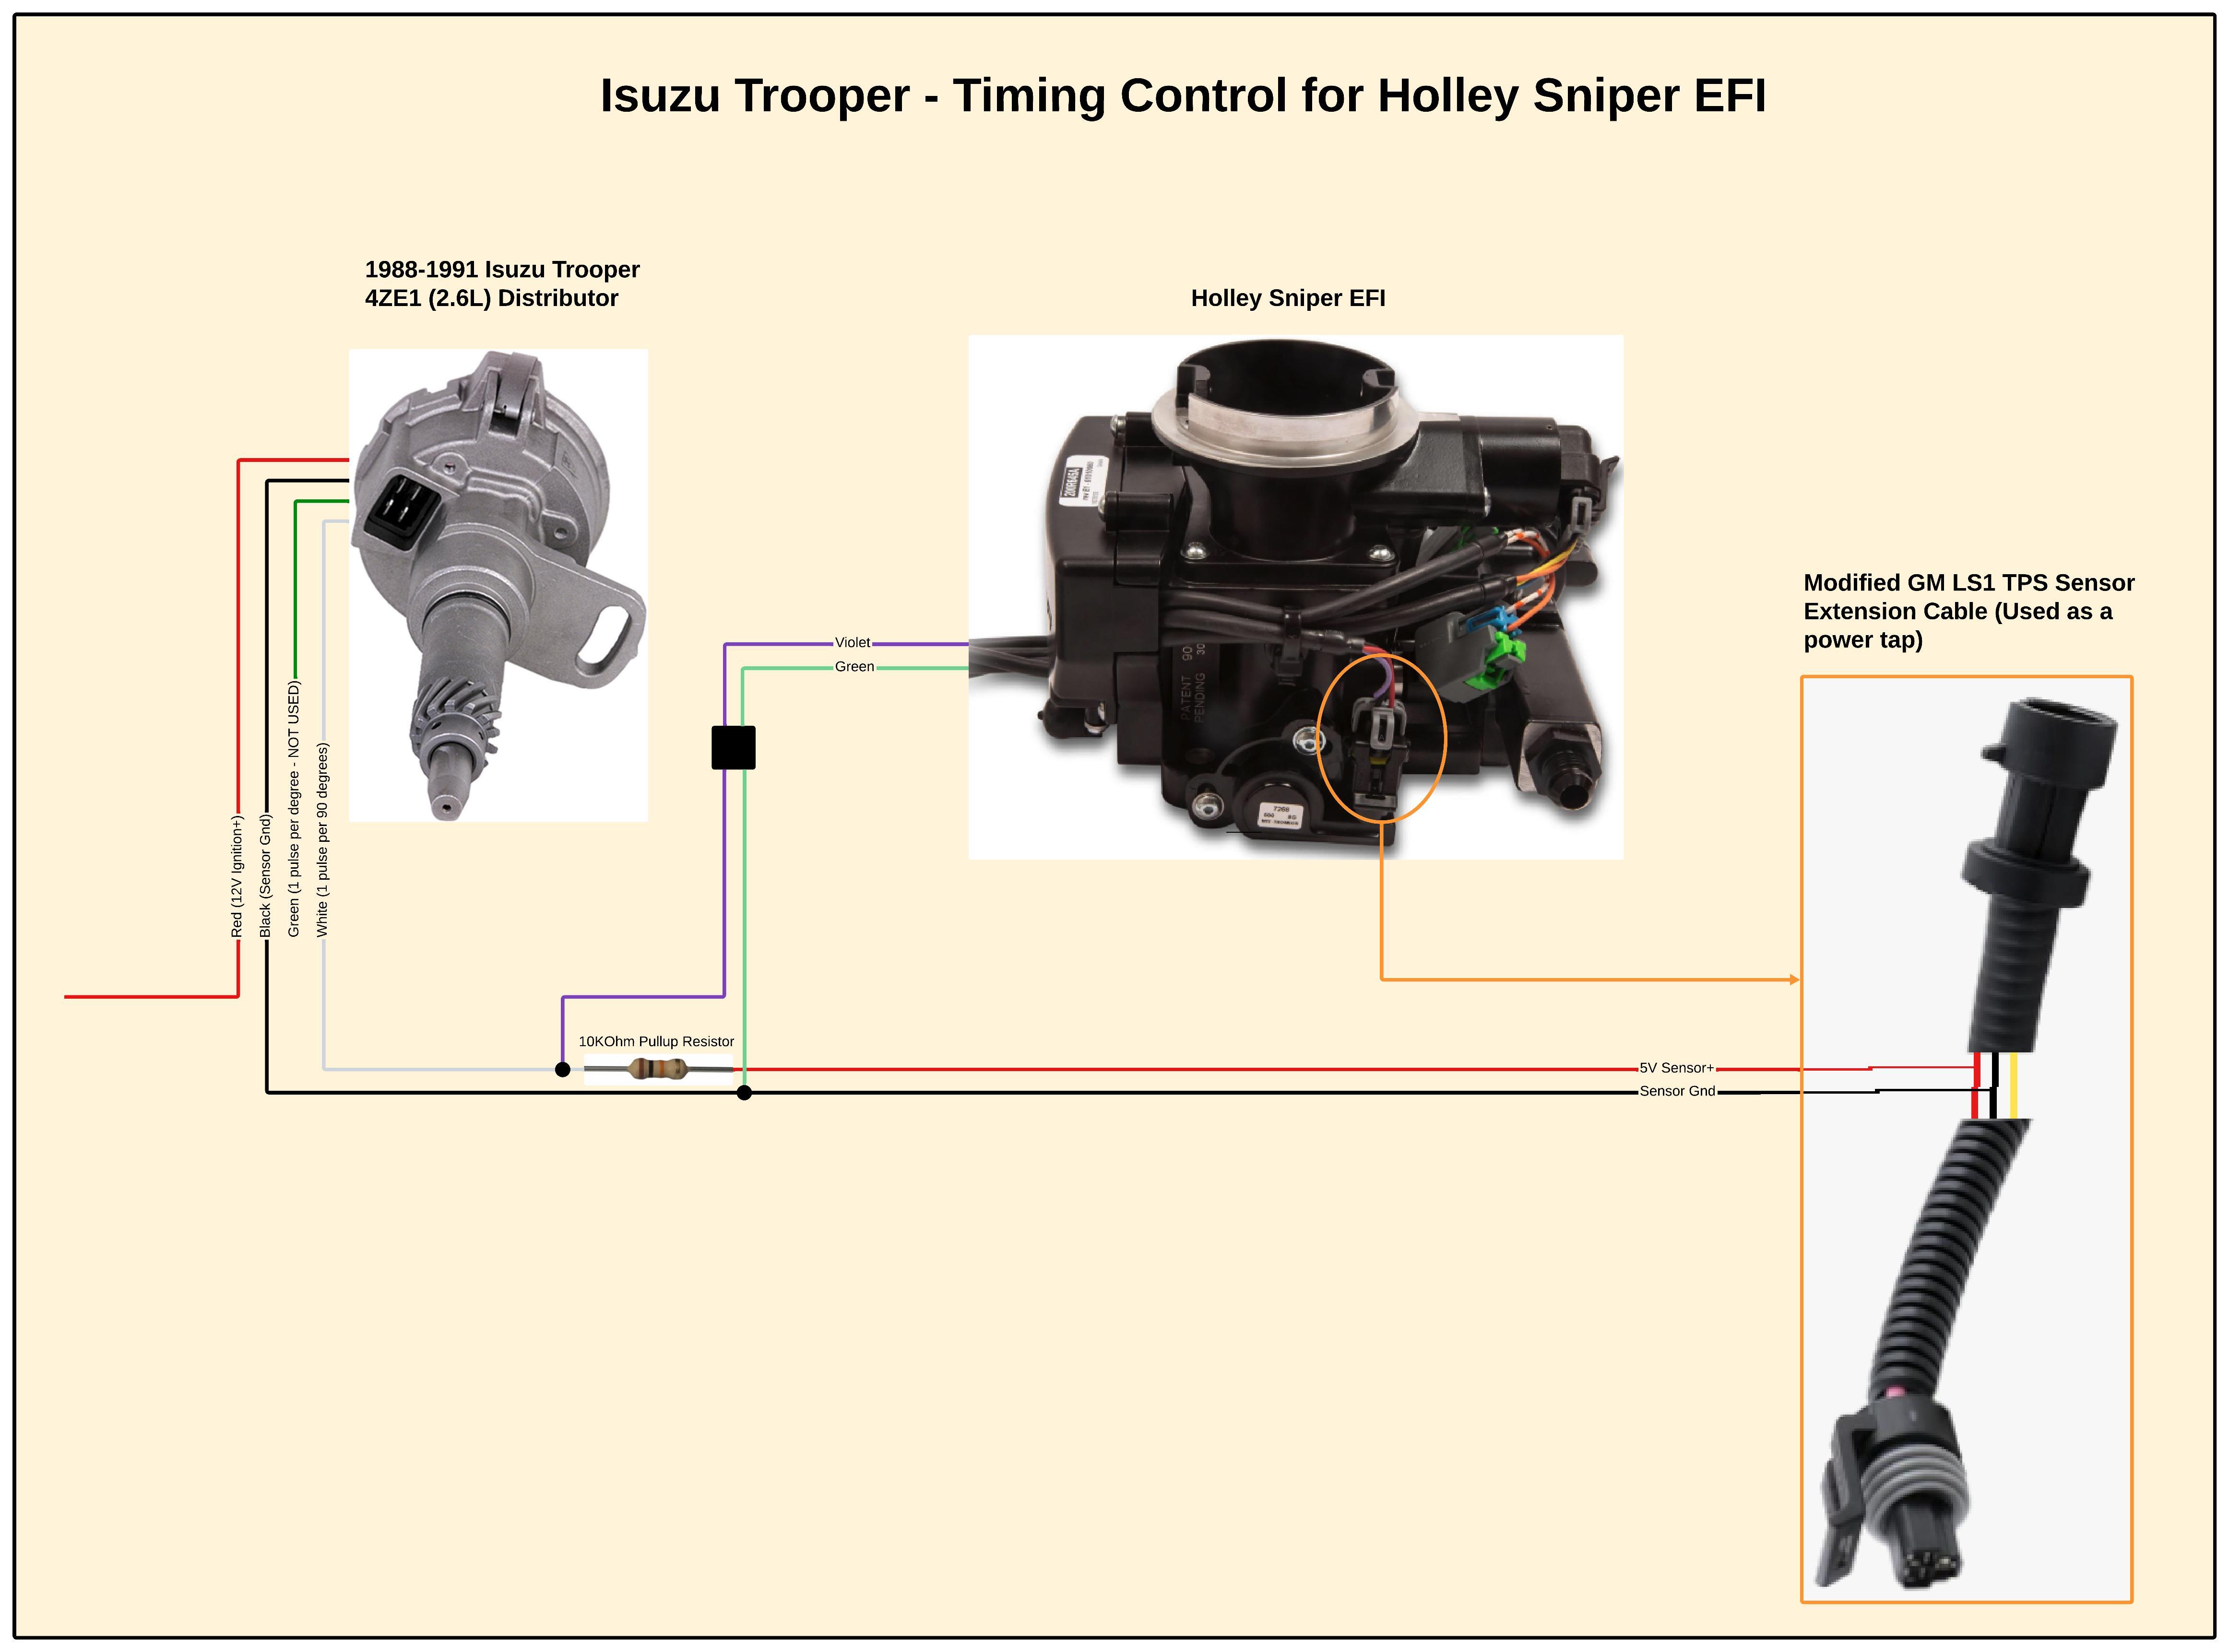 Isuzu Trooper - Timing Control for Holley Sniper EFI
1988-1991 Isuzu Trooper
4ZE1 (2.6L) Distributor
Holley Sniper EFI
Modified GM LS1 TPS Sensor
Extension Cable (Used as a
power tap)
Violet
Green
PATENT
PENDING
90
30
7268
Red (12V Ignition+)
Black (Sensor Gnd)
Green (1 pulse per degree - NOT USED)
White (1 pulse per 90 degrees)
10KOhm Pullup Resistor
5V Sensor+
Sensor Gnd